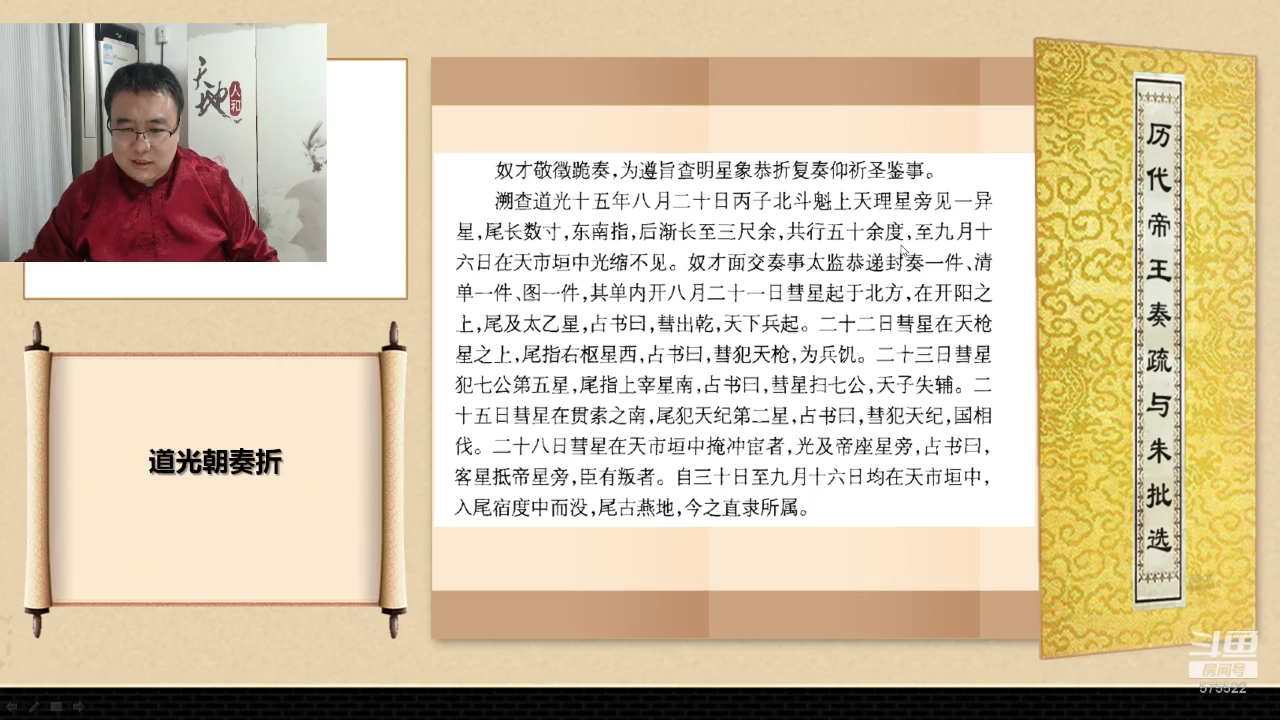 天地
人和
道光朝奏折
奴才敬徵跪奏,为遵旨查明星象恭折复奏仰祈圣鉴事。
溯查道光十五年八月二十日丙子北斗魁上天理星旁见一异
星,尾长数寸,东南指,后渐长至三尺余,共行五十余度,至九月十
六日在天市垣中光缩不见。奴才面交奏事太监恭递封奏一件、清
单一件、图一件,其单内开八月二十一日彗星起于北方,在开阳之
上,尾及太乙星,占书曰,彗出乾,天下兵起。二十二日彗星在天枪
星之上,尾指右枢星西,占书曰,彗犯天枪,为兵饥。二十三日彗星
犯七公第五星,尾指上宰星南,占书曰,彗星扫七公,天子失辅。二
十五日彗星在贯索之南,尾犯天纪第二星,占书曰,彗犯天纪,国相
伐。二十八日彗星在天市垣中掩冲宦者,光及帝座星旁,占书曰,
客星抵帝星旁,臣有叛者。自三十日至九月十六日均在天市垣中,
入尾宿度中而没,尾古燕地,今之直隶所属。
历代帝王奏疏与朱批选
斗鱼
房间号
575522